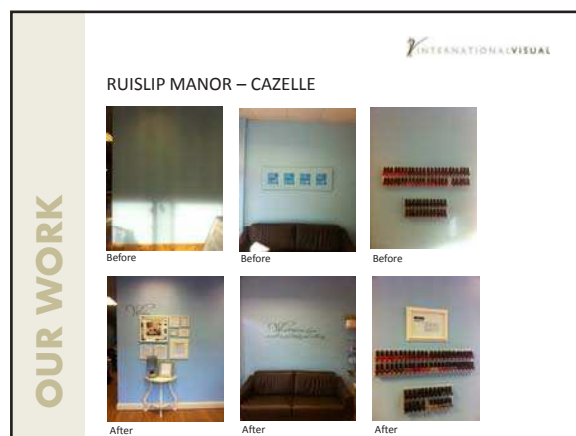 INTERNATIONALVISUAL
RUISLIP MANOR – CAZELLE
Before
Before
Before
After
After
After
OUR WORK